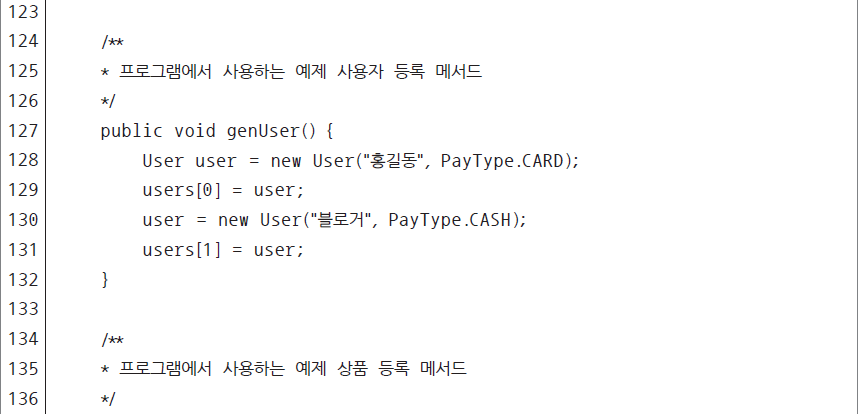 123
124 /**
125 * 프로그램에서 사용하는 예제 사용자 등록 메서드
126 */
127 public void genUser() {
128 User user = new User("홍길동", PayType.CARD);
129 users[0] = user;
130 user = new User("블로거", PayType.CASH);
131 users[1] = user;
132 }
133
134 /**
135 * 프로그램에서 사용하는 예제 상품 등록 메서드
136 */